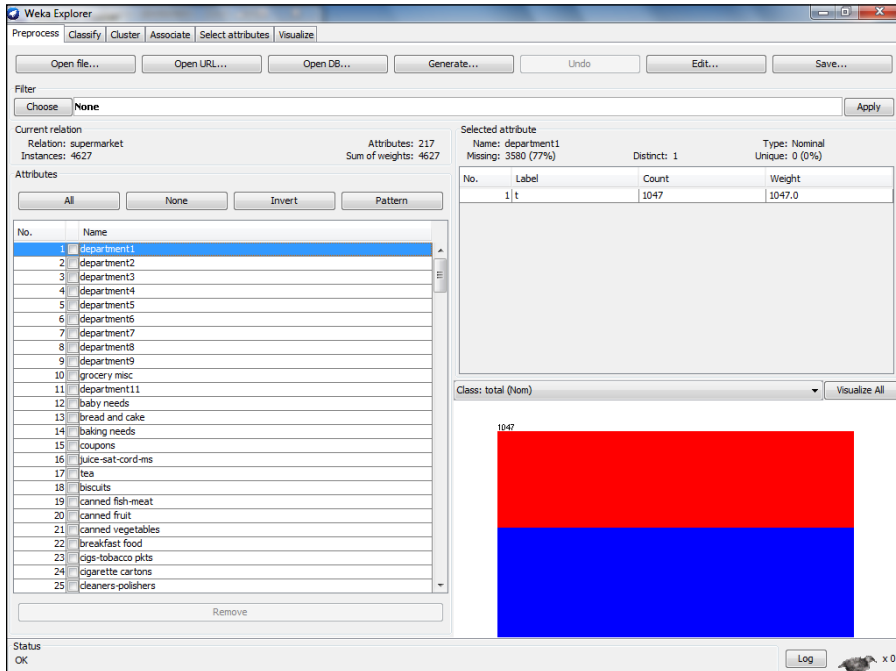 Weka Explorer
Preprocess Classify Cluster Associate Select attributes Visualize
Open file... Open URL... Open DB... Generate... Undo Edit... Save...
Filter
Choose None Apply
Current relation
Relation: supermarket Attributes: 217
Instances: 4627 Sum of weights: 4627
Selected attribute
Name: department1 Type: Nominal
Missing: 3580 (77%) Distinct: 1 Unique: 0 (0%)
No. Label Count Weight
1 t 1047 1047.0
Attributes
All None Invert Pattern
No. Name
1 department1
2 department2
3 department3
4 department4
5 department5
6 department6
7 department7
8 department8
9 department9
10 grocery misc
11 department11
12 baby needs
13 bread and cake
14 baking needs
15 coupons
16 juice-sat-cord-ms
17 tea
18 biscuits
19 canned fish-meat
20 canned fruit
21 canned vegetables
22 breakfast food
23 cigs-tobacco pkts
24 cigarette cartons
25 cleaners-polishers
Remove
Class: total (Nom) Visualize All
1047
Status
OK
Log x 0